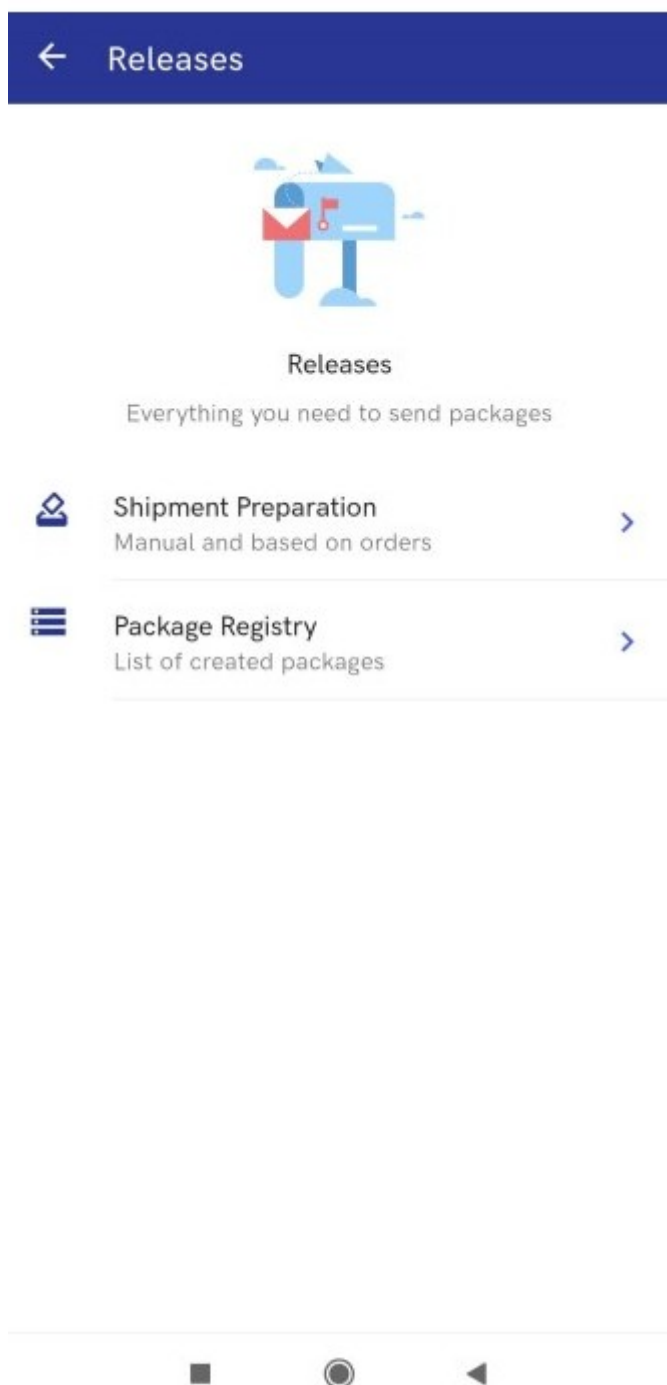 Releases
Releases
Everything you need to send packages
Shipment Preparation
Manual and based on orders
Package Registry
List of created packages